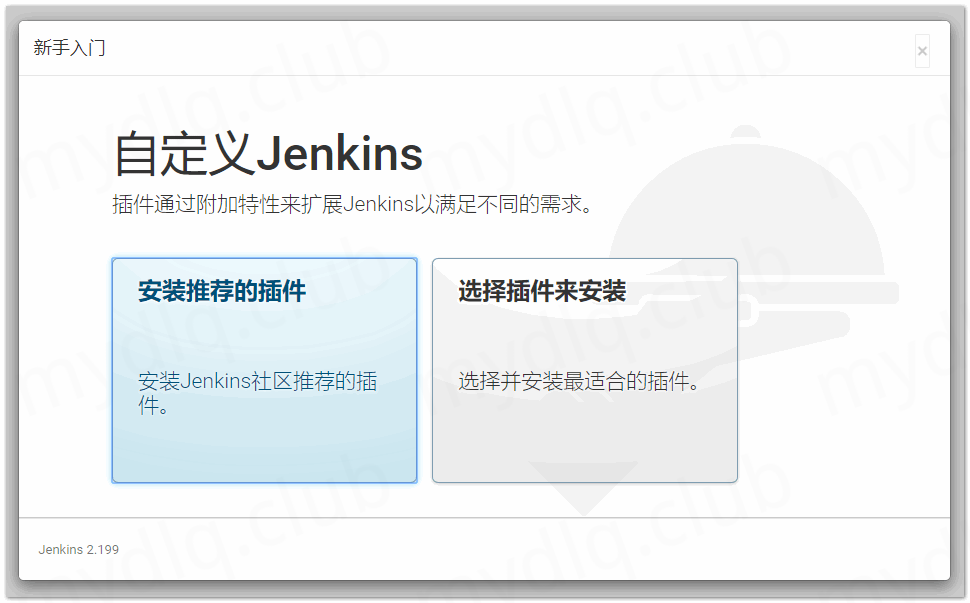 新手入门
×
自定义Jenkins
插件通过附加特性来扩展Jenkins以满足不同的需求。
安装推荐的插件
安装Jenkins社区推荐的插
件。
选择插件来安装
选择并安装最适合的插件。
Jenkins 2.199
mydlq.club